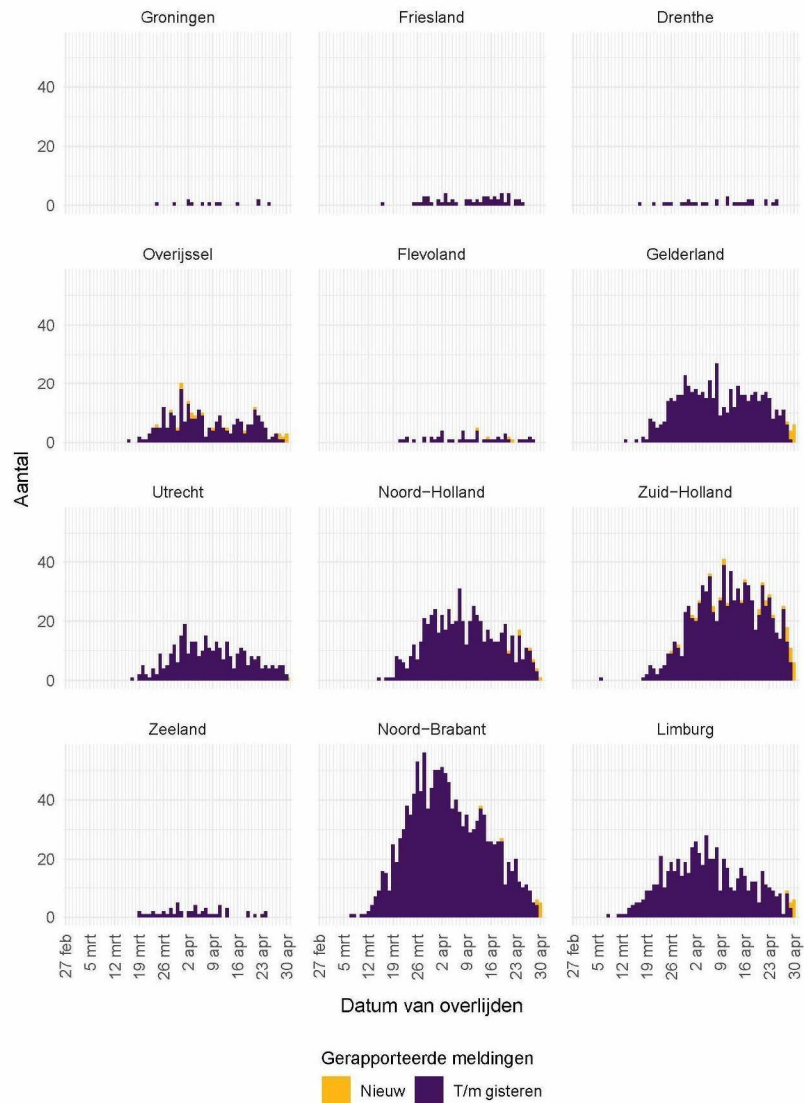 Groningen
Friesland
Drenthe
40
20
0
Overijssel
Flevoland
Gelderland
40
20
0
Aantal
Utrecht
Noord−Holland
Zuid−Holland
40
20
0
Zeeland
Noord−Brabant
Limburg
40
20
0
27 feb
5 mrt
12 mrt
19 mrt
26 mrt
2 apr
9 apr
16 apr
23 apr
30 apr
27 feb
5 mrt
12 mrt
19 mrt
26 mrt
2 apr
9 apr
16 apr
23 apr
30 apr
27 feb
5 mrt
12 mrt
19 mrt
26 mrt
2 apr
9 apr
16 apr
23 apr
30 apr
Datum van overlijden
Gerapporteerde meldingen
Nieuw
T/m gisteren